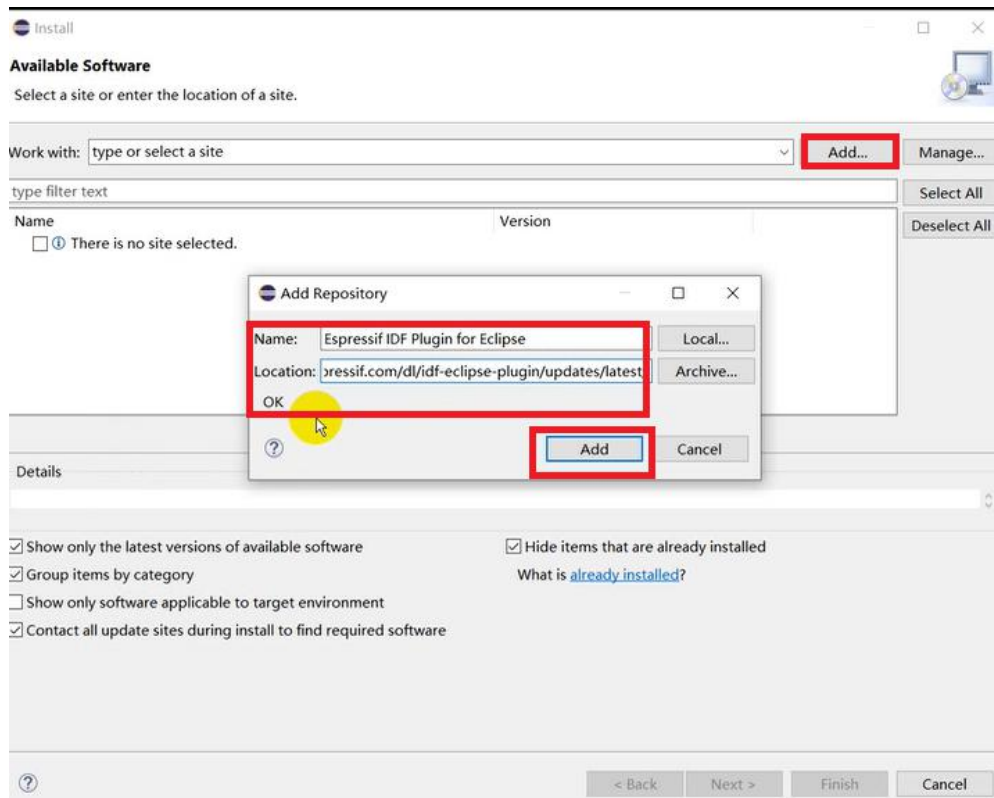 Install
Available Software
Select a site or enter the location of a site.
Work with: type or select a site Add... Manage...
type filter text Select All
Name Version Deselect All
There is no site selected.
Add Repository
Name: Espressif IDF Plugin for Eclipse Local...
Location: pressif.com/dl/idf-eclipse-plugin/updates/latest Archive...
OK
Add Cancel
Details
Show only the latest versions of available software Hide items that are already installed
Group items by category What is already installed?
Show only software applicable to target environment
Contact all update sites during install to find required software
< Back Next > Finish Cancel